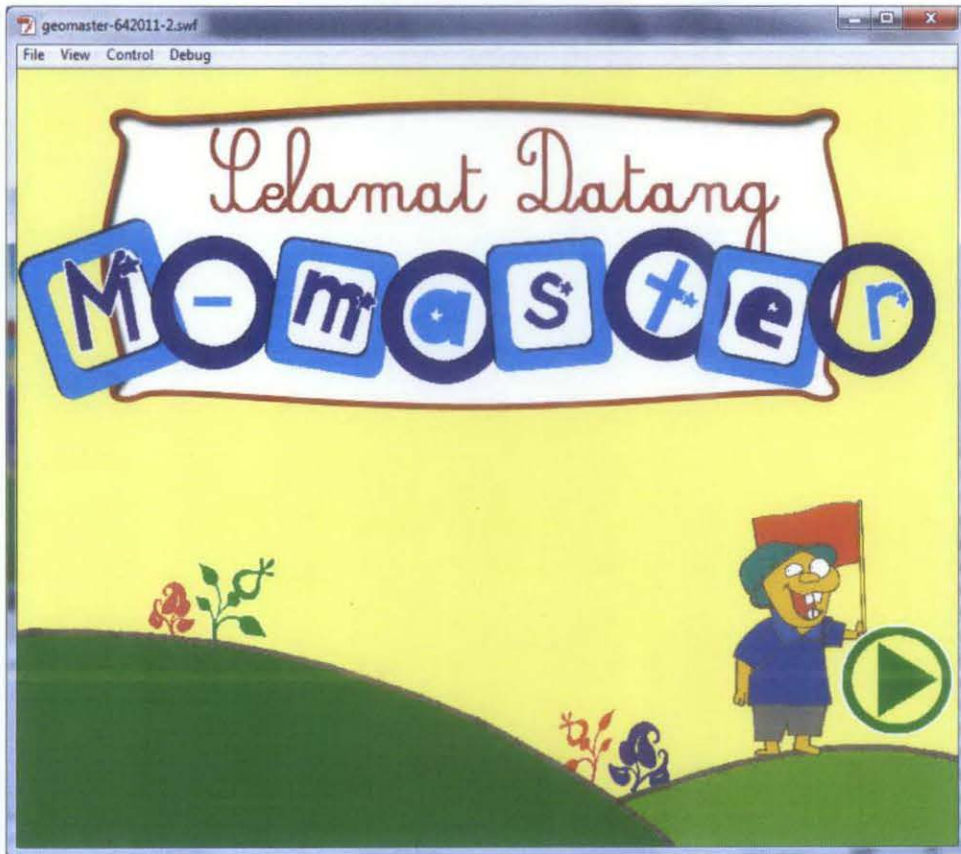 geomaster-642011-2.swf
File View Control Debug
Selamat Datang
M-master